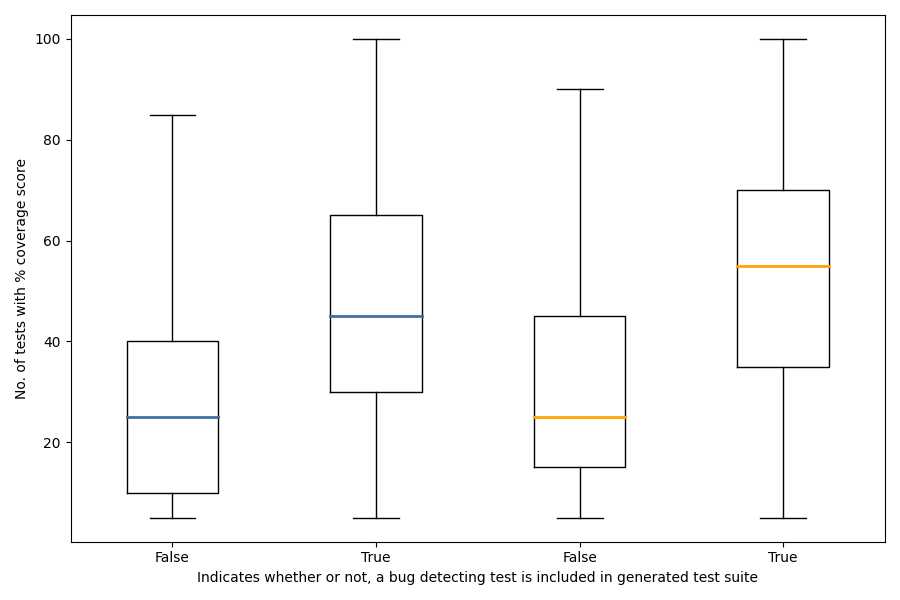 100
80
60
40
20
No. of tests with % coverage score
False
True
False
True
Indicates whether or not, a bug detecting test is included in generated test suite